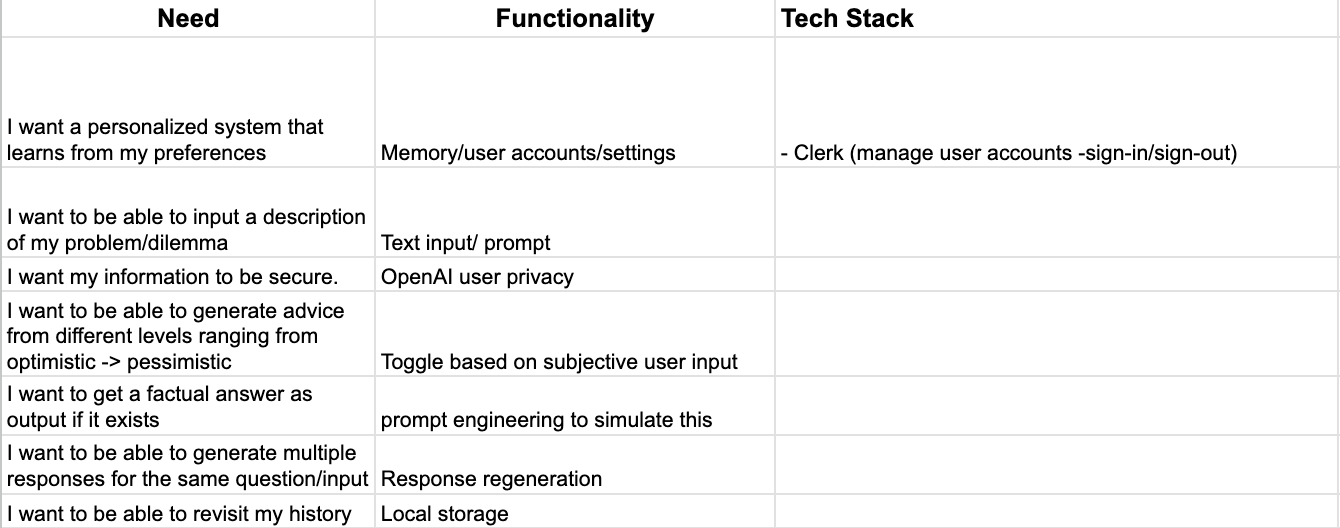 Need Functionality Tech Stack
I want a personalized system that
learns from my preferences Memory/user accounts/settings - Clerk (manage user accounts -sign-in/sign-out)
I want to be able to input a description
of my problem/dilemma Text input/ prompt
I want my information to be secure. OpenAI user privacy
I want to be able to generate advice
from different levels ranging from
optimistic -> pessimistic Toggle based on subjective user input
I want to get a factual answer as
output if it exists prompt engineering to simulate this
I want to be able to generate multiple
responses for the same question/input Response regeneration
I want to be able to revisit my history Local storage